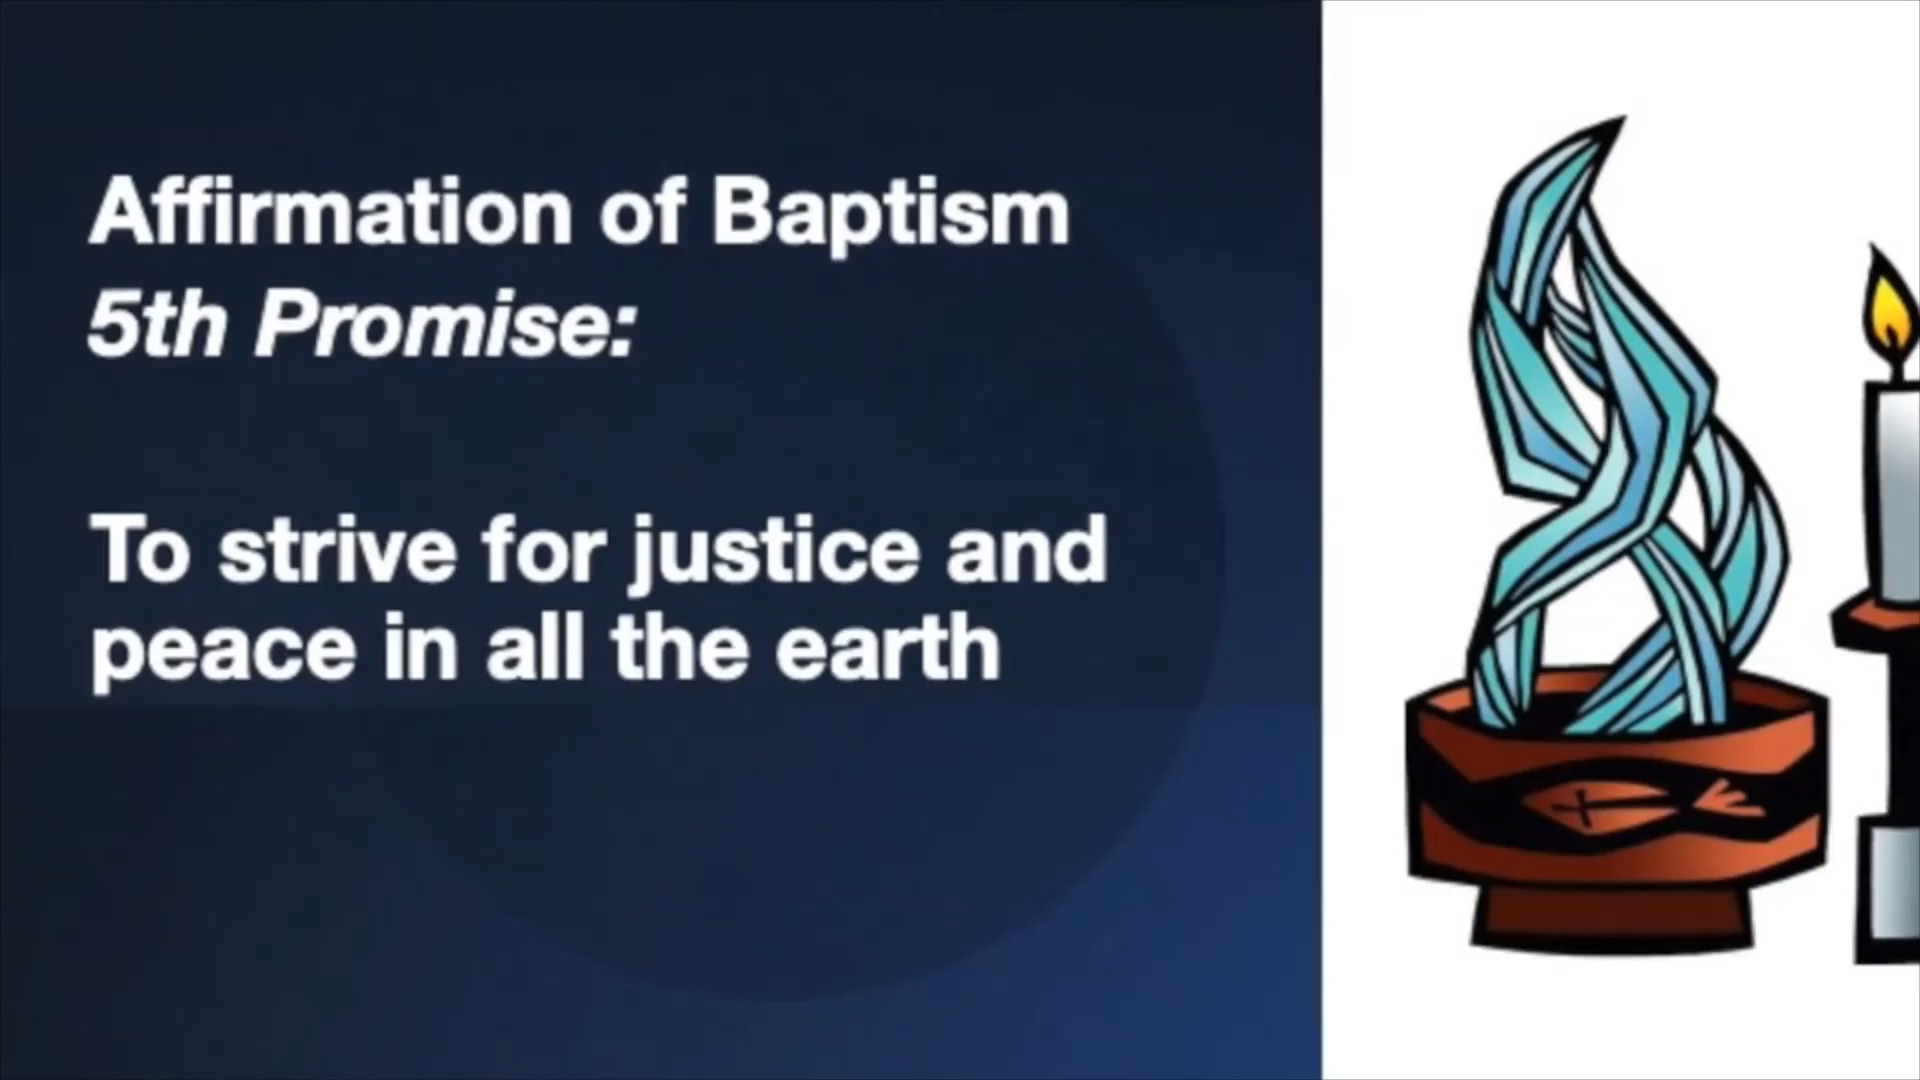 Affirmation of Baptism
5th Promise:
To strive for justice and
peace in all the earth